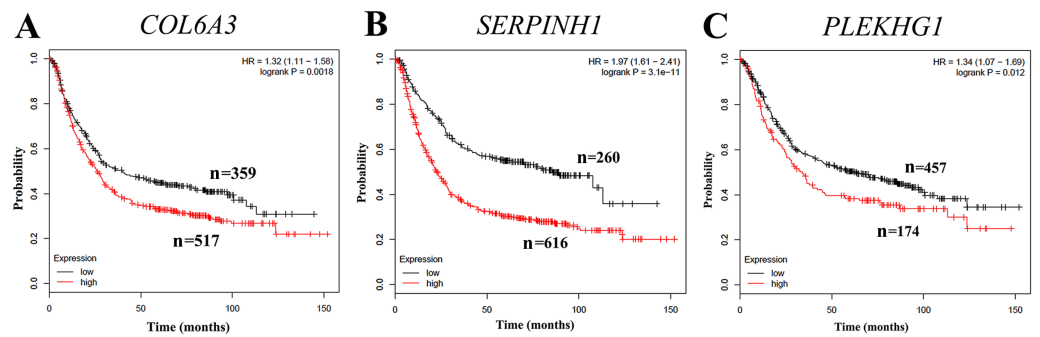 A
COL6A3
HR = 1.32 (1.11 − 1.58)
logrank P = 0.0018
Probability
1.0
0.8
0.6
0.4
0.2
0.0
n=359
n=517
Expression
low
high
0 50 100 150
Time (months)
B
SERPINH1
HR = 1.97 (1.61 − 2.41)
logrank P = 3.1e−11
Probability
1.0
0.8
0.6
0.4
0.2
0.0
n=260
n=616
Expression
low
high
0 50 100 150
Time (months)
C
PLEKHG1
HR = 1.34 (1.07 − 1.69)
logrank P = 0.012
Probability
1.0
0.8
0.6
0.4
0.2
0.0
n=457
n=174
Expression
low
high
0 50 100 150
Time (months)